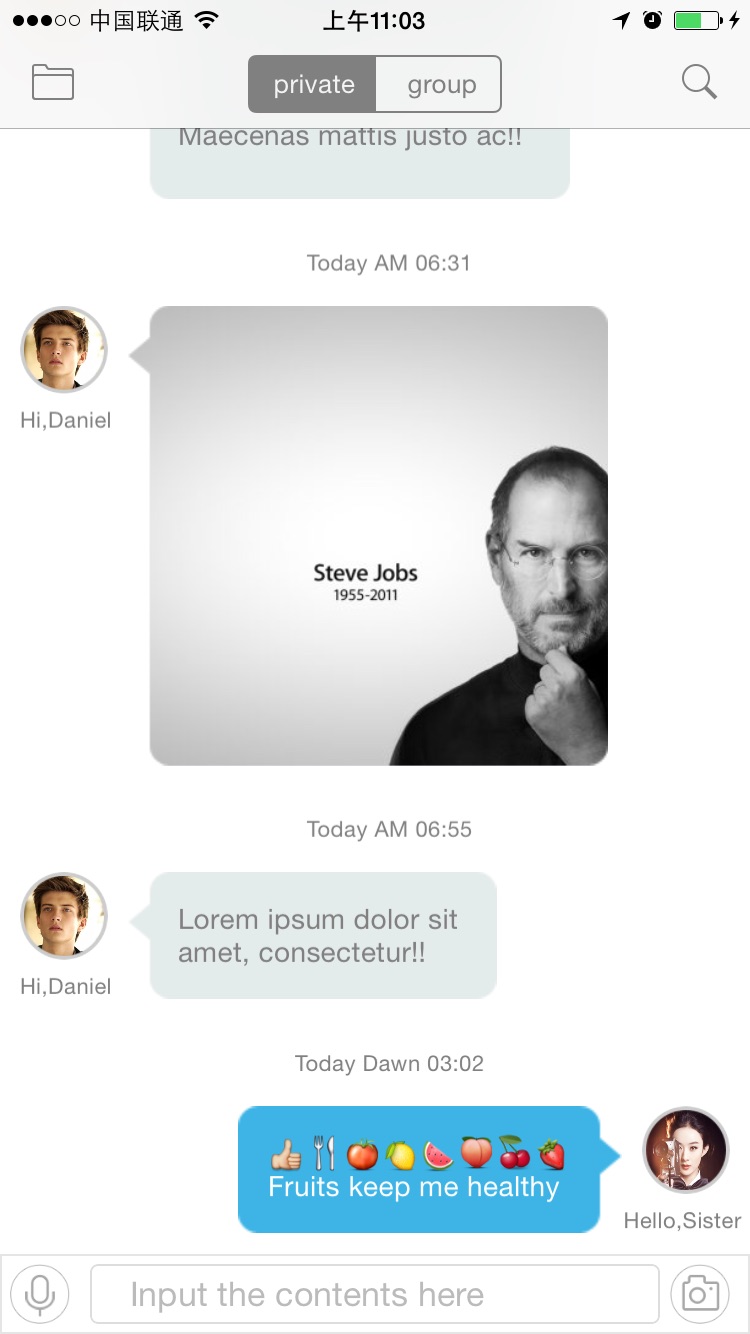 中国联通
上午11:03
private
group
Maecenas mattis justo ac!!
Today AM 06:31
Hi,Daniel
Steve Jobs
1955-2011
Today AM 06:55
Hi,Daniel
Lorem ipsum dolor sit
amet, consectetur!!
Today Dawn 03:02
👍🍴🍅🍋🍉🍑🍒🍓
Fruits keep me healthy
Hello,Sister
Input the contents here